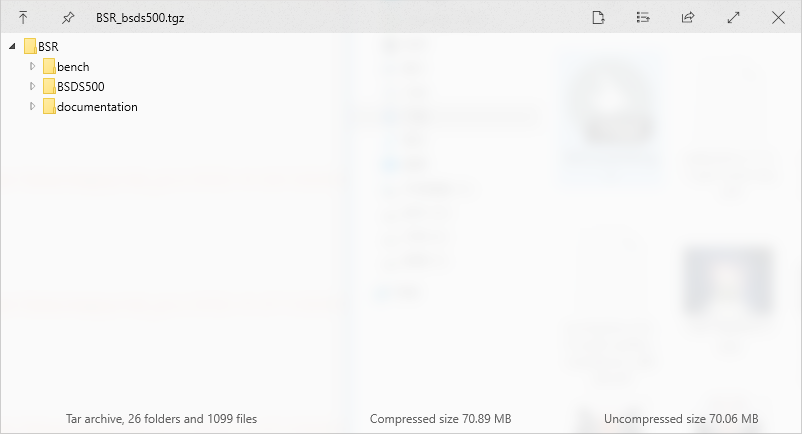 BSR_bsds500.tgz
BSR
bench
BSDS500
documentation
Tar archive, 26 folders and 1099 files
Compressed size 70.89 MB
Uncompressed size 70.06 MB